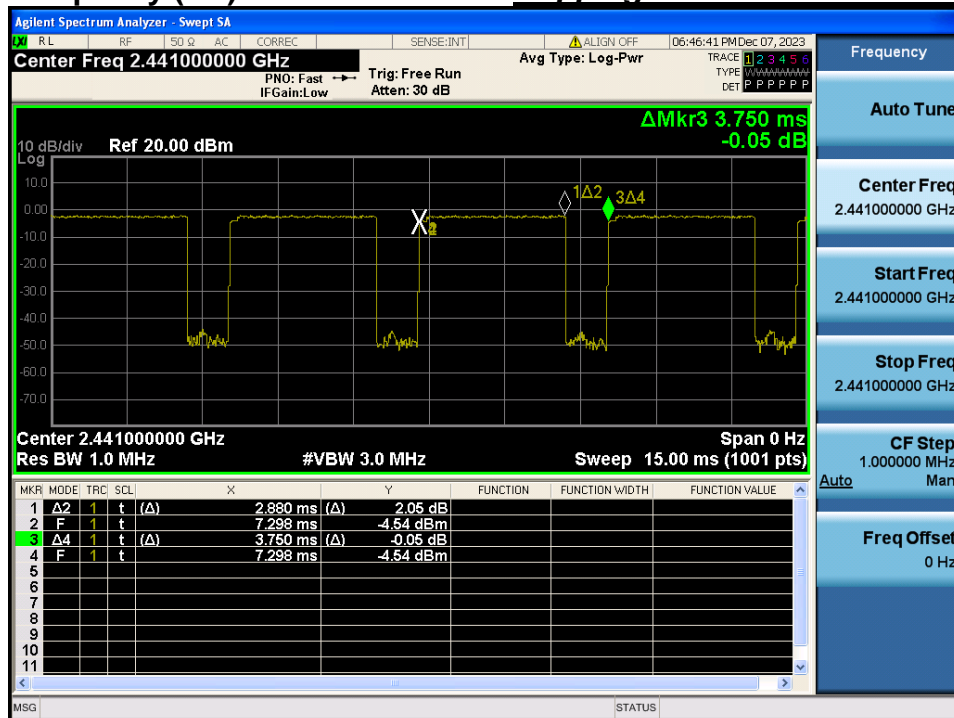 Agilent Spectrum Analyzer - Swept SA
LXI RL RF 50 Ω AC CORREC SENSE:INT ALIGN OFF 06:46:41 PM Dec 07, 2023
Center Freq 2.441000000 GHz
PNO: Fast
IFGain:Low
Trig: Free Run
Atten: 30 dB
Avg Type: Log-Pwr
TRACE 1 2 3 4 5 6
TYPE
DET P P P P P P
ΔMkr3 3.750 ms
-0.05 dB
10 dB/div Ref 20.00 dBm
Log
10.0
0.00
-10.0
-20.0
-30.0
-40.0
-50.0
-60.0
-70.0
1Δ2 3Δ4
Center 2.441000000 GHz Span 0 Hz
Res BW 1.0 MHz #VBW 3.0 MHz Sweep 15.00 ms (1001 pts)
MKR MODE TRC SCL X Y FUNCTION FUNCTION WIDTH FUNCTION VALUE
1 Δ2 1 t (Δ) 2.880 ms (Δ) 2.05 dB
2 F 1 t 7.298 ms -4.54 dBm
3 Δ4 1 t (Δ) 3.750 ms (Δ) -0.05 dB
4 F 1 t 7.298 ms -4.54 dBm
5
6
7
8
9
10
11
MSG STATUS
Frequency
Auto Tune
Center Freq
2.441000000 GHz
Start Freq
2.441000000 GHz
Stop Freq
2.441000000 GHz
CF Step
1.000000 MHz
Auto Man
Freq Offset
0 Hz